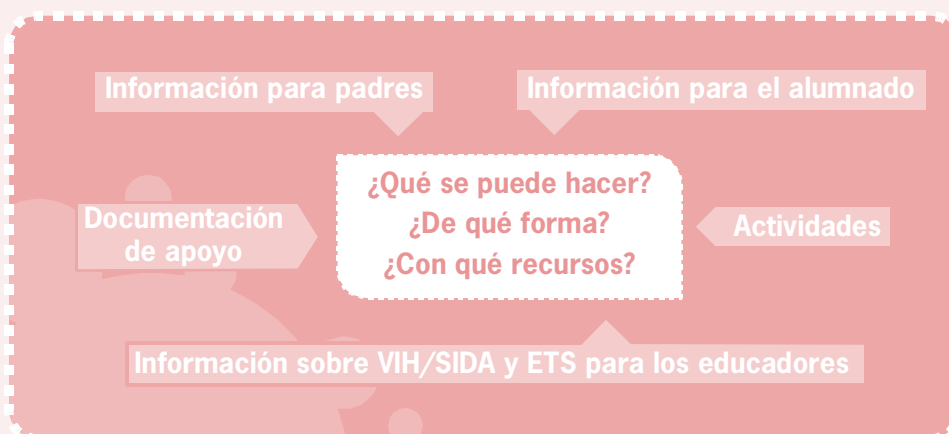 Información para padres
Información para el alumnado
¿Qué se puede hacer?
¿De qué forma?
¿Con qué recursos?
Documentación
de apoyo
Actividades
Información sobre VIH/SIDA y ETS para los educadores